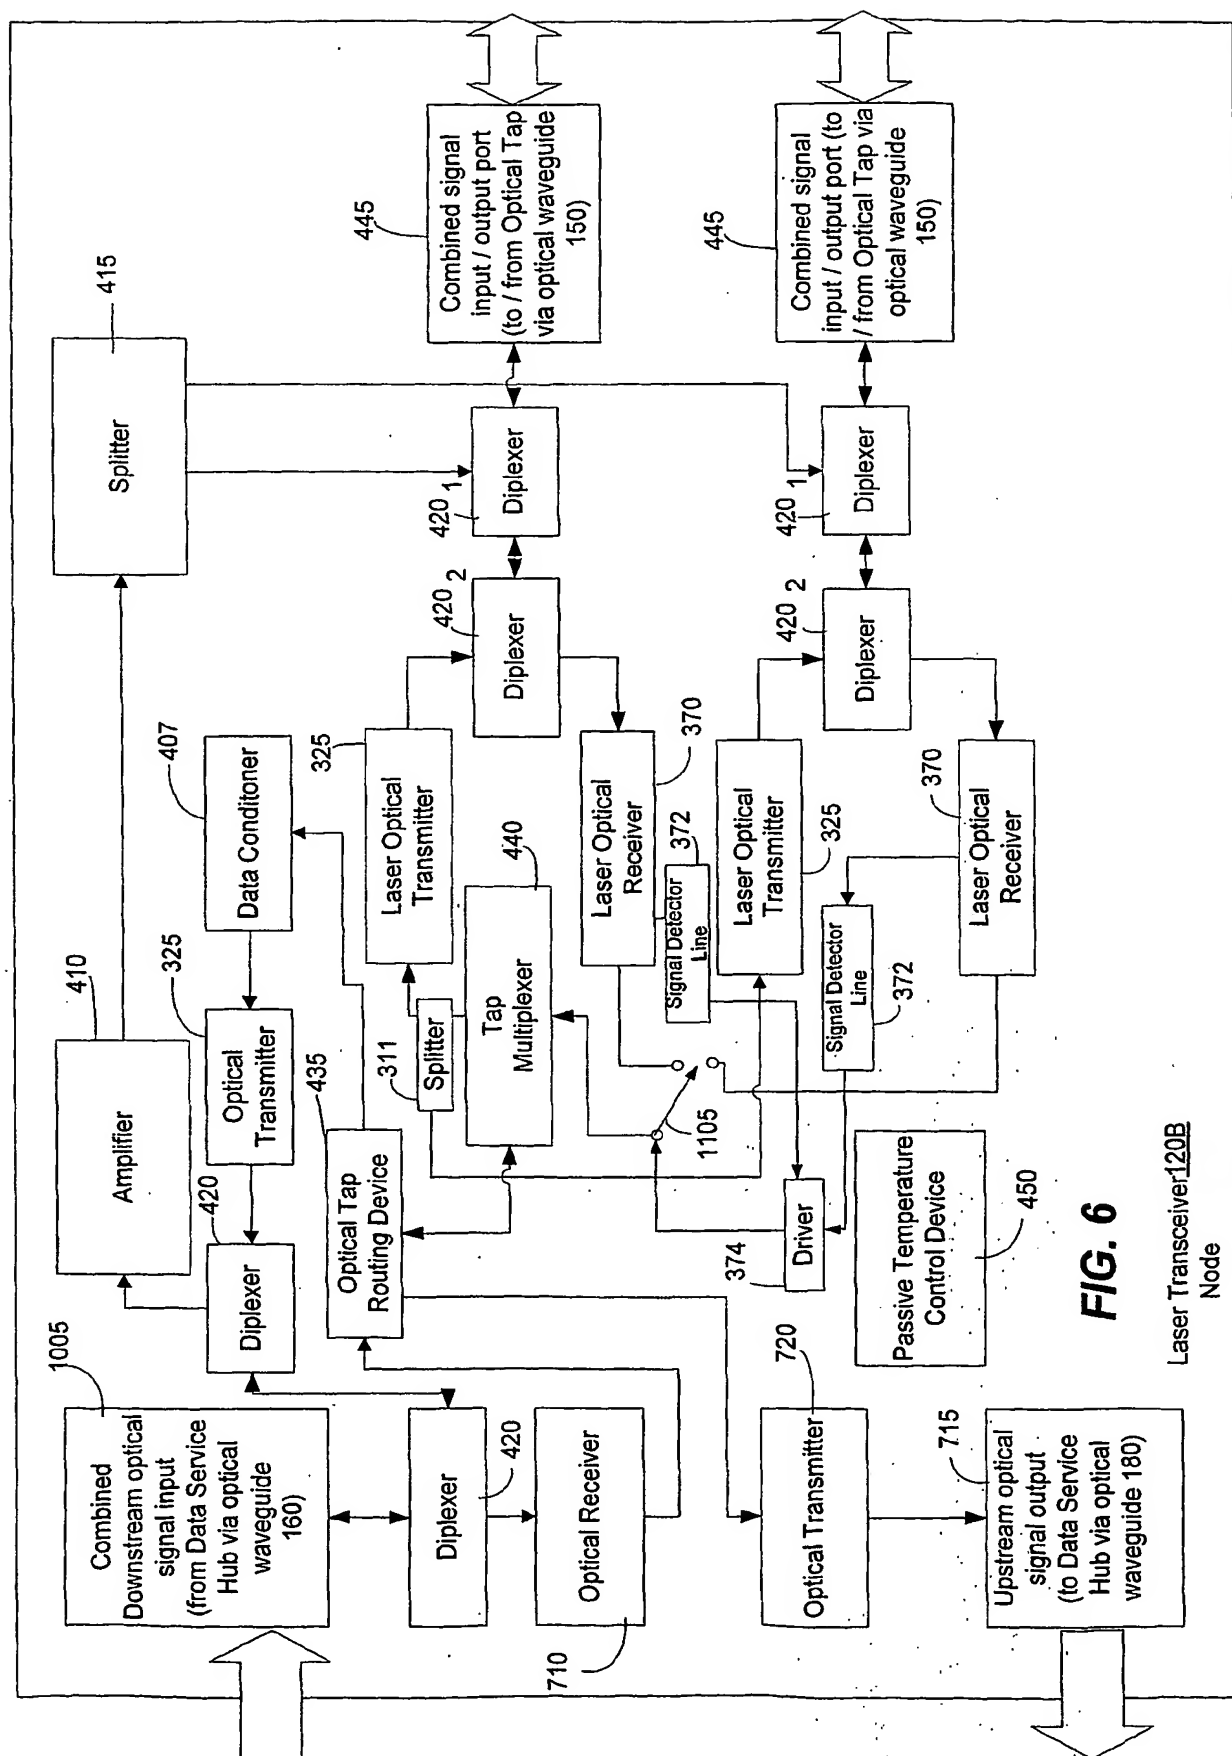 1005
Combined
Downstream optical
signal input
(from Data Service
Hub via optical
waveguide
160)
420
Diplexer
Optical Receiver
710
720
Optical Transmitter
715
Upstream optical
signal output
(to Data Service
Hub via optical
waveguide 180)
410
Amplifier
420
Diplexer
325
Optical
Transmitter
407
Data Conditoner
415
Splitter
435
Optical Tap
Routing Device
311
Splitter
440
Tap
Multiplexer
325
Laser Optical
Transmitter
420 2
Diplexer
420 1
Diplexer
445
Combined signal
input / output port
(to / from Optical Tap
via optical waveguide
150)
Laser Optical
Receiver
370
Signal Detector
Line
372
1105
374
Driver
Laser Optical
Transmitter
325
Signal Detector
Line
372
Laser Optical
Receiver
370
420 2
Diplexer
420 1
Diplexer
445
Combined signal
input / output port (to
/ from Optical Tap via
optical waveguide
150)
Passive Temperature
Control Device
450
FIG. 6
Laser Transceiver 120B
Node